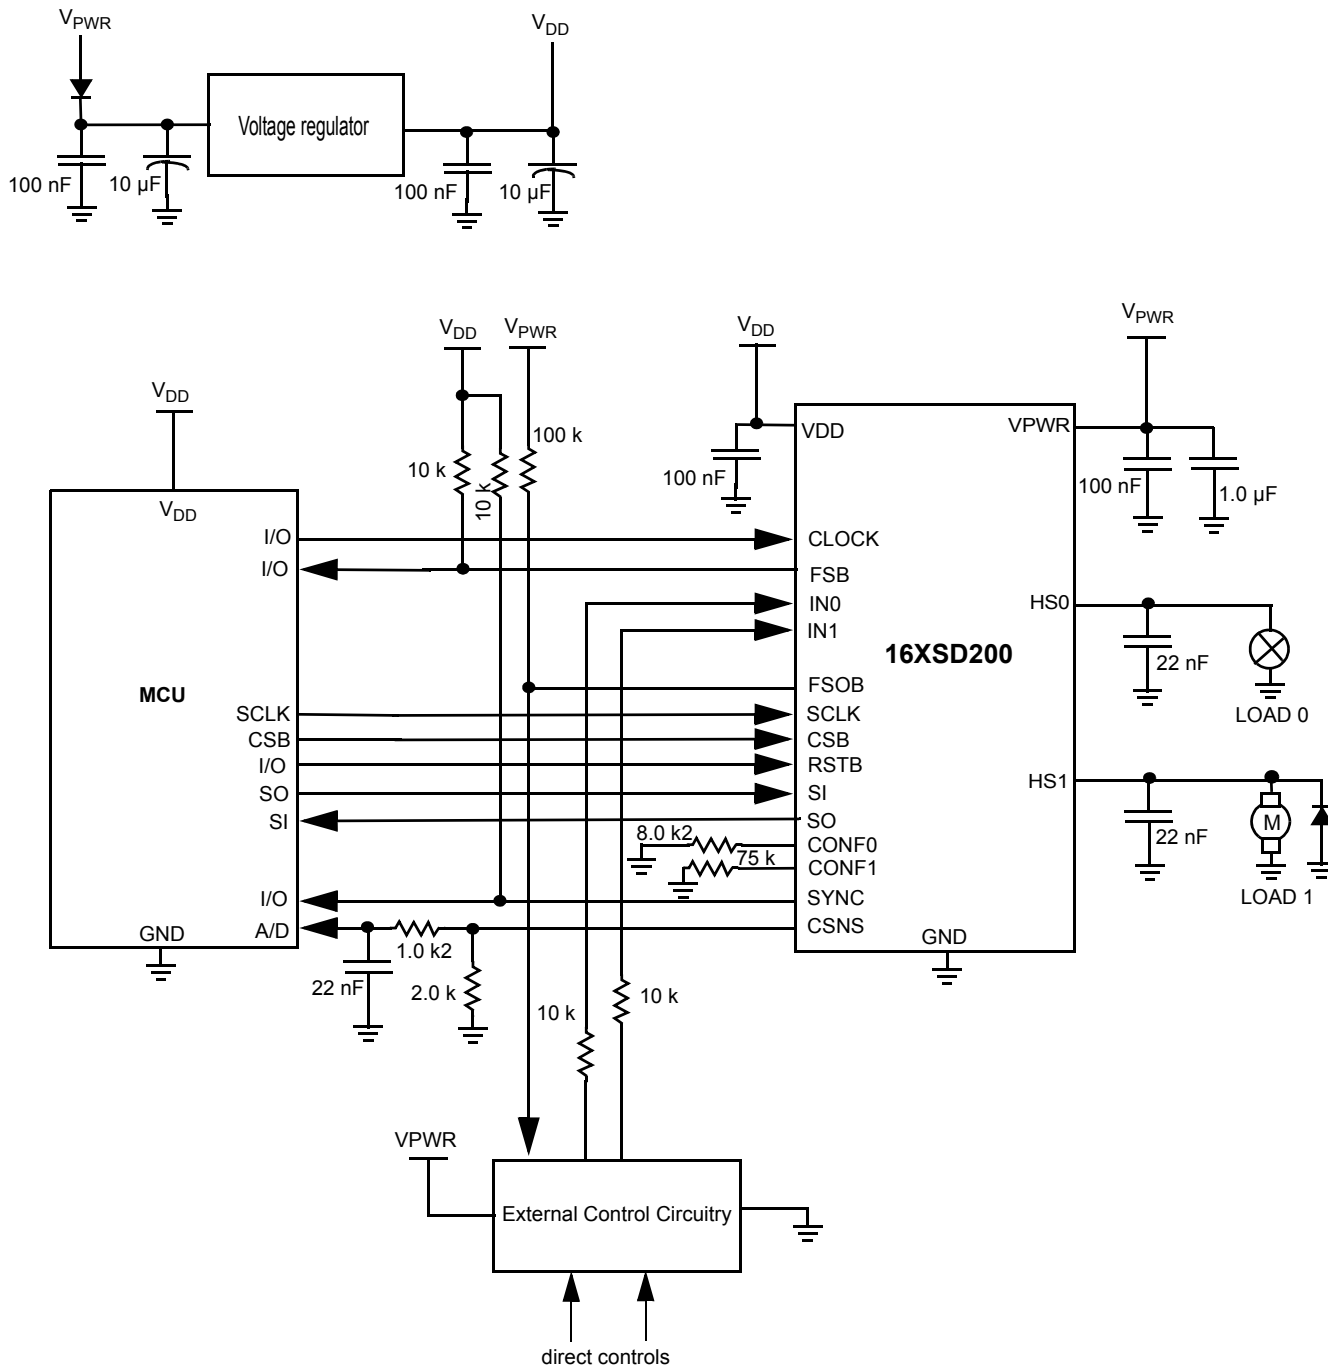 VPWR
VDD
Voltage regulator
100 nF
10 µF
100 nF
10 µF
VDD
VPWR
VDD
VPWR
VDD
100 k
10 k
10 k
VDD
VPWR
100 nF
100 nF
1.0 µF
VDD
I/O
CLOCK
I/O
FSB
IN0
HS0
IN1
16XSD200
22 nF
MCU
FSOB
LOAD 0
SCLK
SCLK
CSB
CSB
I/O
RSTB
HS1
SO
SI
SI
SO
M
22 nF
8.0 k2
CONF0
75 k
CONF1
LOAD 1
I/O
SYNC
A/D
CSNS
GND
GND
1.0 k2
22 nF
2.0 k
10 k
10 k
VPWR
External Control Circuitry
direct controls